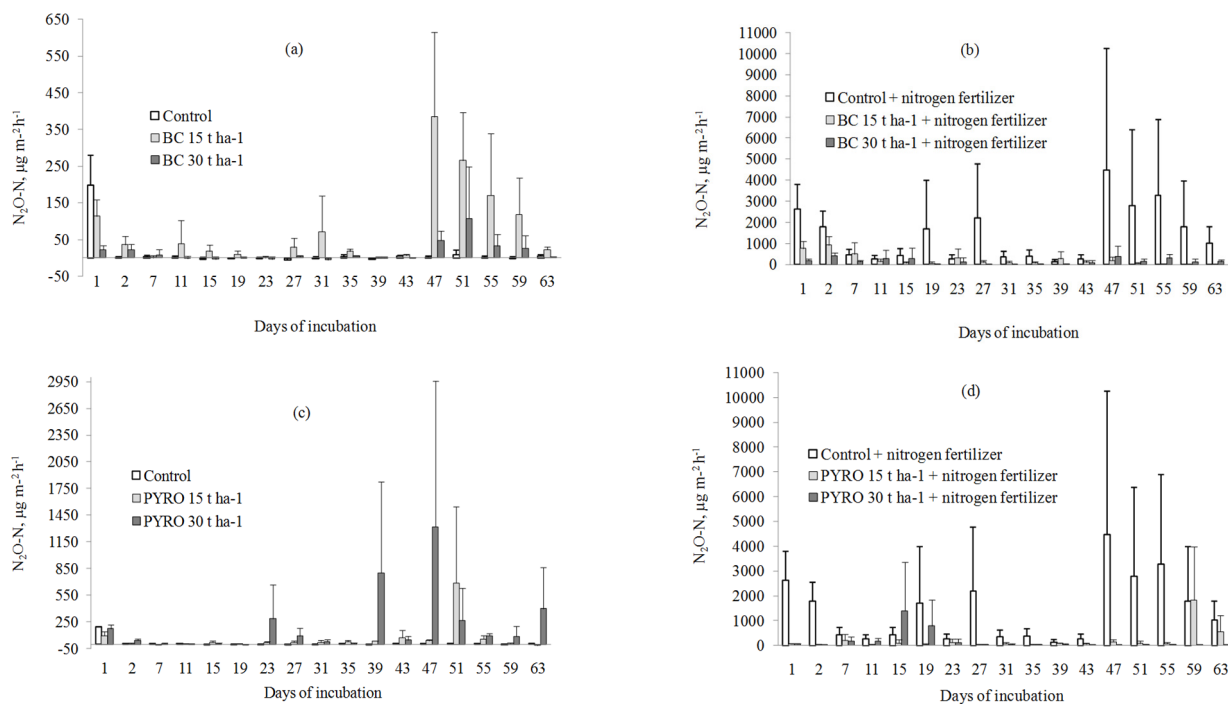 (a)
650
550
450
350
250
150
50
-50
N₂O-N, µg m-² h⁻¹
Control
BC 15 t ha-1
BC 30 t ha-1
1 2 7 11 15 19 23 27 31 35 39 43 47 51 55 59 63
Days of incubation
(b)
11000
10000
9000
8000
7000
6000
5000
4000
3000
2000
1000
0
N₂O-N, µg m-² h⁻¹
Control + nitrogen fertilizer
BC 15 t ha-1 + nitrogen fertilizer
BC 30 t ha-1 + nitrogen fertilizer
1 2 7 11 15 19 23 27 31 35 39 43 47 51 55 59 63
Days of incubation
(c)
2950
2650
2350
2050
1750
1450
1150
850
550
250
-50
N₂O-N, µg m-² h⁻¹
Control
PYRO 15 t ha-1
PYRO 30 t ha-1
1 2 7 11 15 19 23 27 31 35 39 43 47 51 55 59 63
Days of incubation
(d)
11000
10000
9000
8000
7000
6000
5000
4000
3000
2000
1000
0
N₂O-N, µg m-² h⁻¹
Control + nitrogen fertilizer
PYRO 15 t ha-1 + nitrogen fertilizer
PYRO 30 t ha-1 + nitrogen fertilizer
1 2 7 11 15 19 23 27 31 35 39 43 47 51 55 59 63
Days of incubation